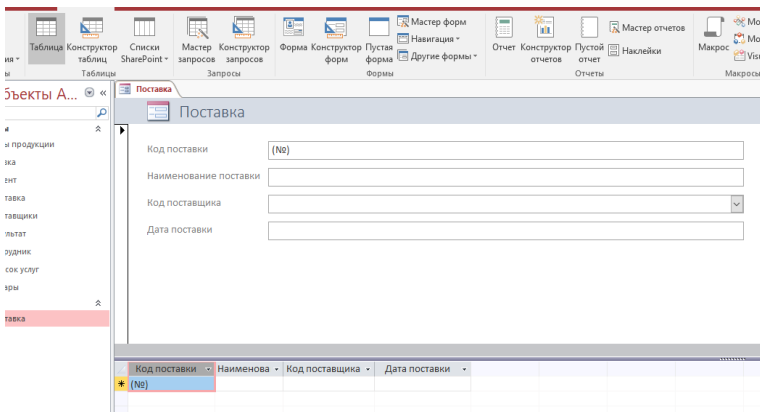 Мастер форм
Мастер отчетов
Навигация
Таблица Конструктор таблиц
Списки SharePoint
Мастер запросов
Конструктор запросов
Форма
Конструктор форм
Пустая форма
Другие формы
Отчет
Конструктор отчетов
Пустой отчет
Наклейки
Макрос
Таблицы
Запросы
Формы
Отчеты
Макросы
Поставка
Поставка
Код поставки
(№)
Наименование поставки
Код поставщика
Дата поставки
Код поставки
Наименова
Код поставщика
Дата поставки
(№)